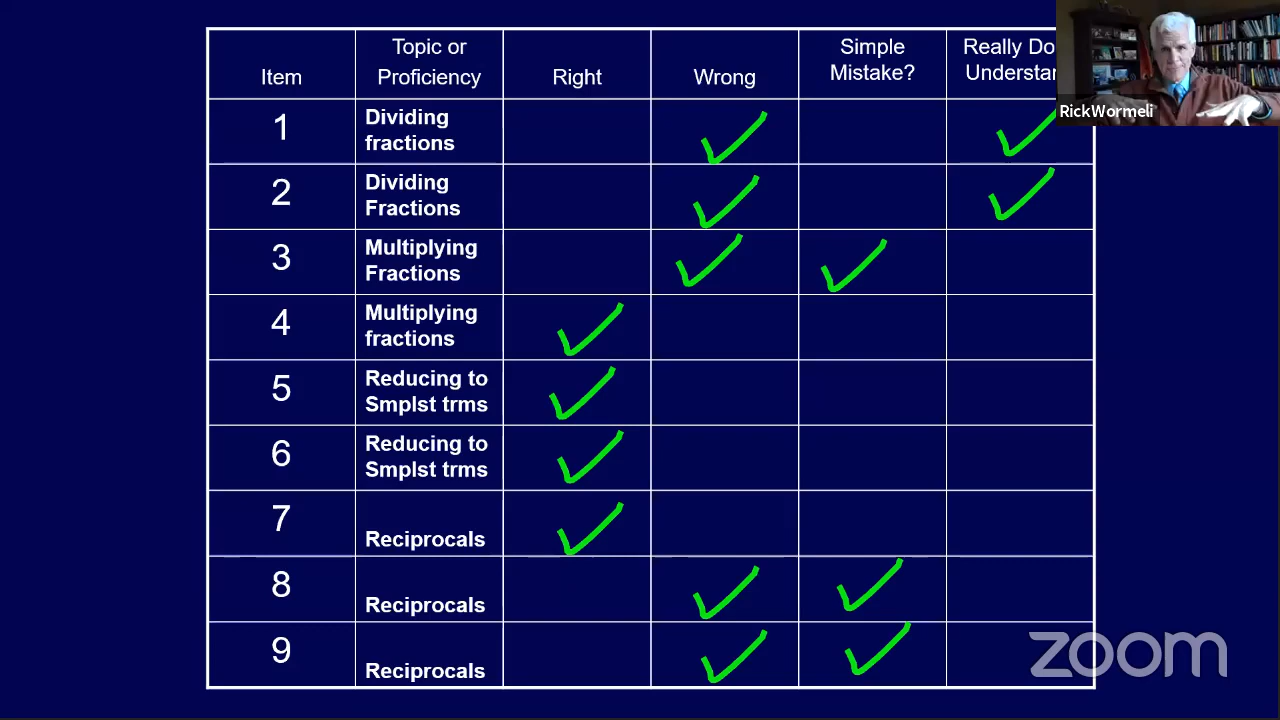 Item
Topic or
Proficiency
Right
Wrong
Simple
Mistake?
Really Do
Understan
RickWormeli
1
Dividing
fractions
2
Dividing
Fractions
3
Multiplying
Fractions
4
Multiplying
fractions
5
Reducing to
Smplst trms
6
Reducing to
Smplst trms
7
Reciprocals
8
Reciprocals
9
Reciprocals
zoom